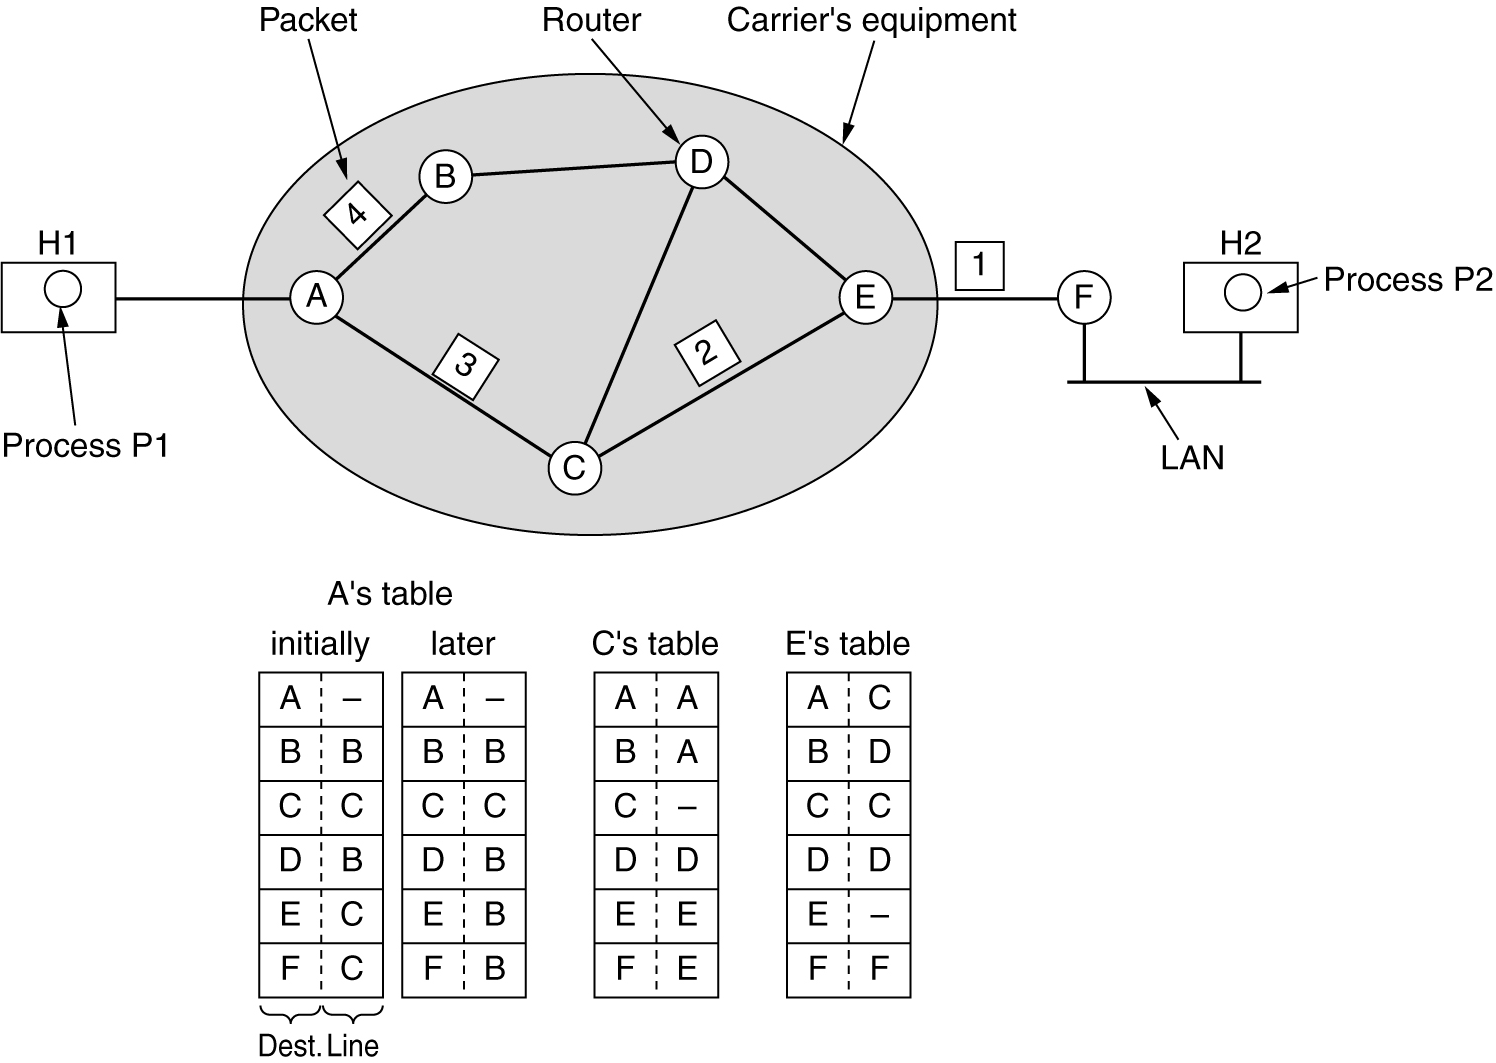 Packet Router Carrier's equipment
B D
4
H1 H2
1
A E F Process P2
3 2
Process P1
C LAN
A's table
initially later C's table E's table
A – A – A A A C
B B B B B A B D
C C C C C – C C
D B D B D D D D
E C E B E E E –
F C F B F E F F
Dest. Line